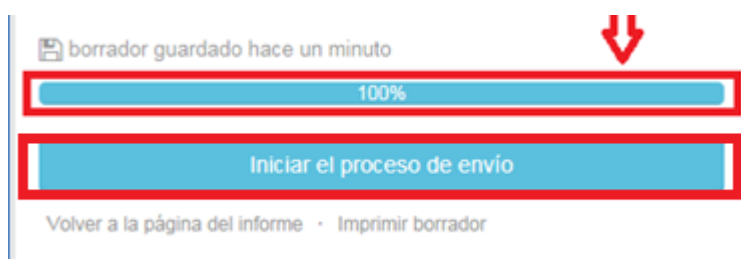 borrador guardado hace un minuto
100%
Iniciar el proceso de envío
Volver a la página del informe · Imprimir borrador